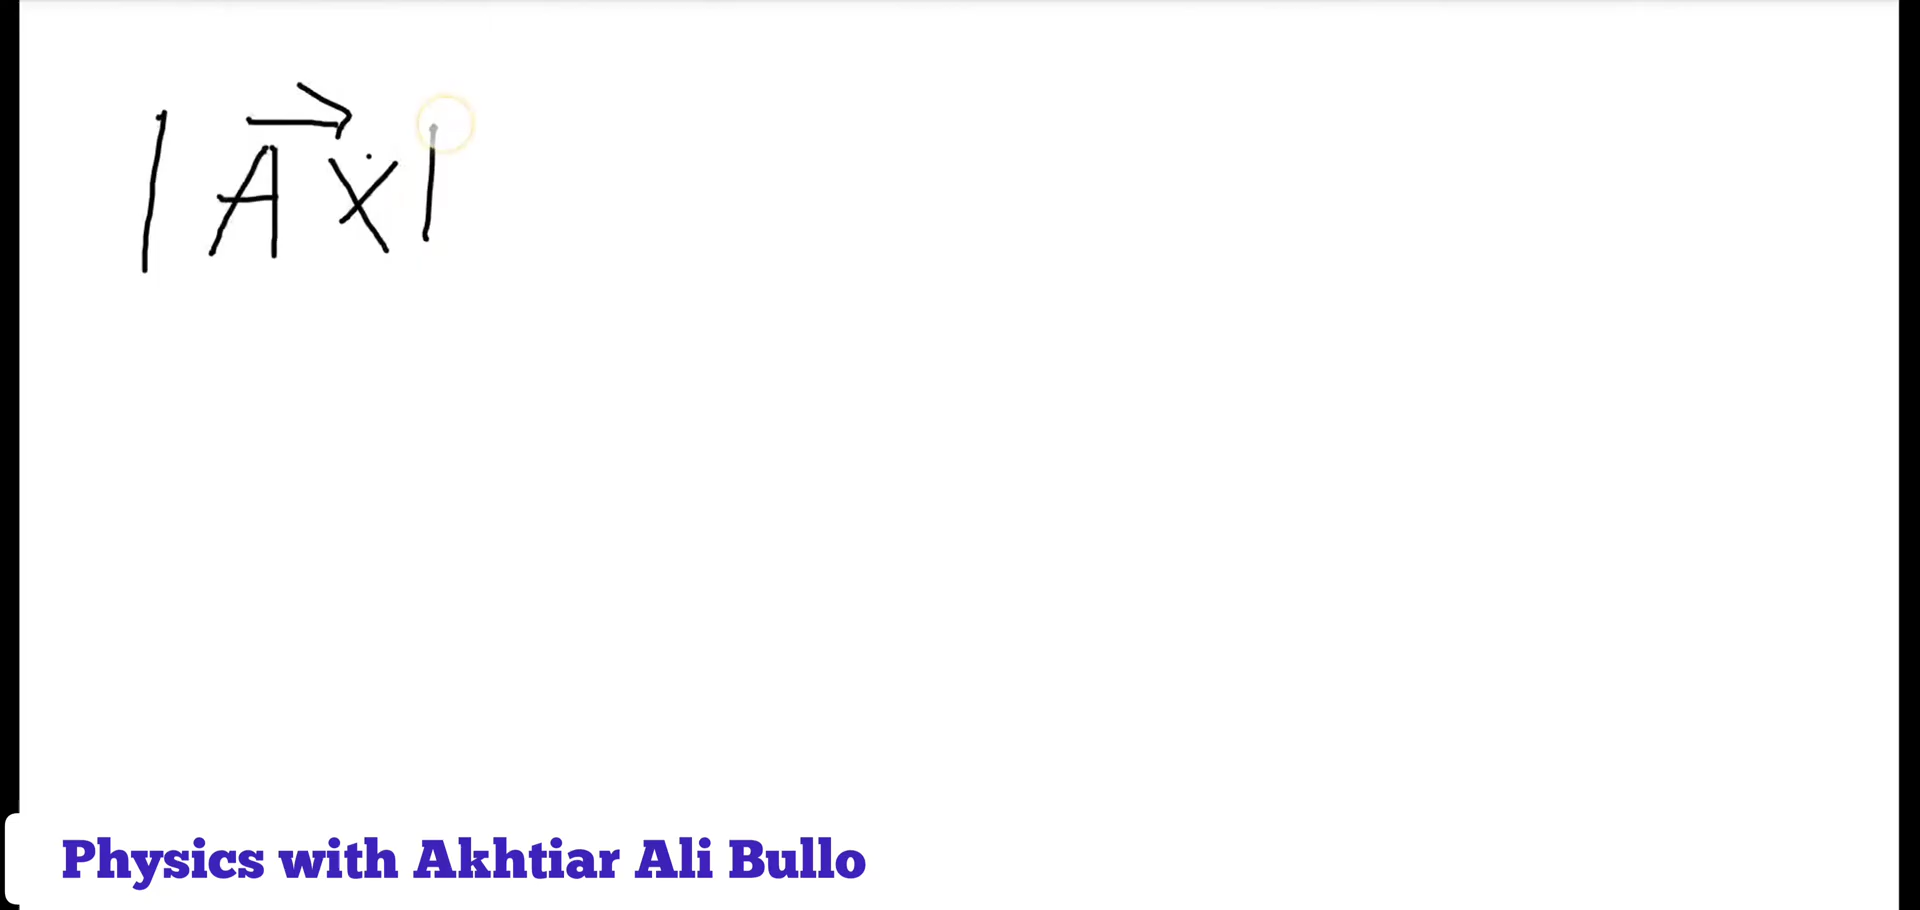 | A⃗ x |
Physics with Akhtiar Ali Bullo